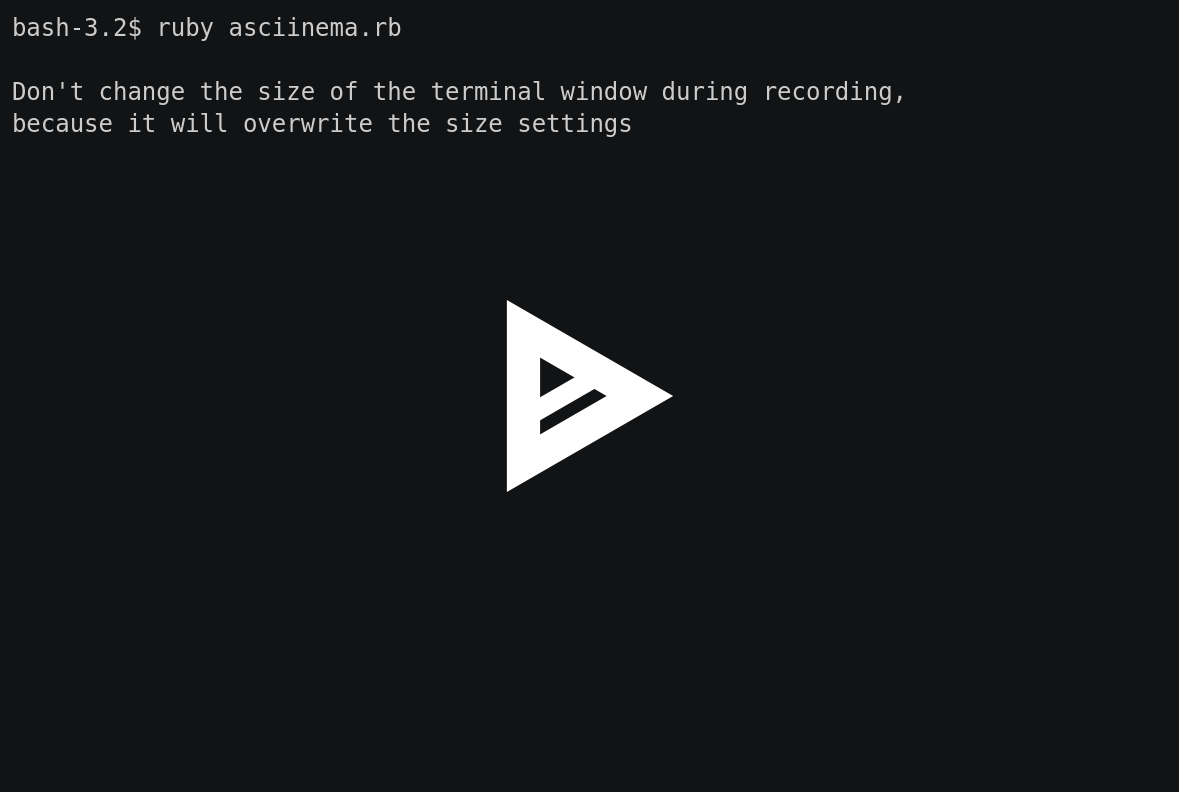 bash-3.2$ ruby asciinema.rb
Don't change the size of the terminal window during recording,
because it will overwrite the size settings